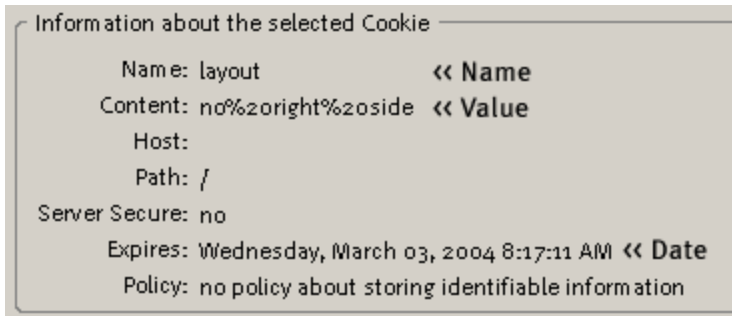 Information about the selected Cookie
Name: layout << Name
Content: no%20right%20side << Value
Host:
Path: /
Server Secure: no
Expires: Wednesday, March 03, 2004 8:17:11 AM << Date
Policy: no policy about storing identifiable information